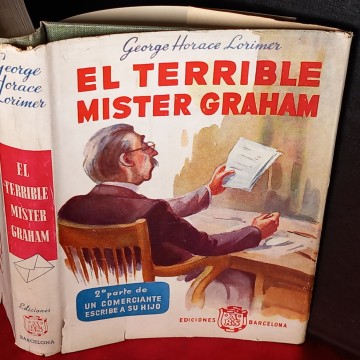 George
Horace
Lorimer
EL
TERRIBLE
MISTER
GRAHAM
Ediciones
BARCELONA
George Horace Lorimer
EL TERRIBLE
MISTER GRAHAM
2ª parte de
UN COMERCIANTE
ESCRIBE A SU HIJO
EDICIONES
BARCELONA